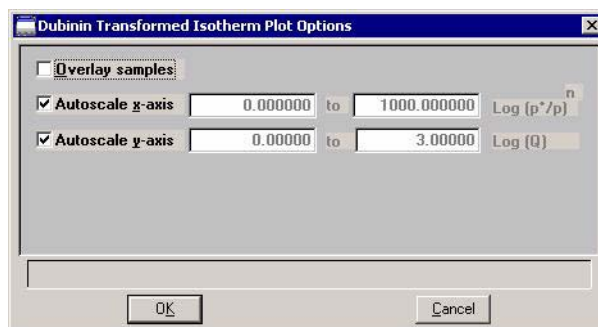 Dubinin Transformed Isotherm Plot Options
Overlay samples
Autoscale x-axis 0.000000 to 1000.000000 Log (p°/p) n
Autoscale y-axis 0.00000 to 3.00000 Log (Q)
OK Cancel